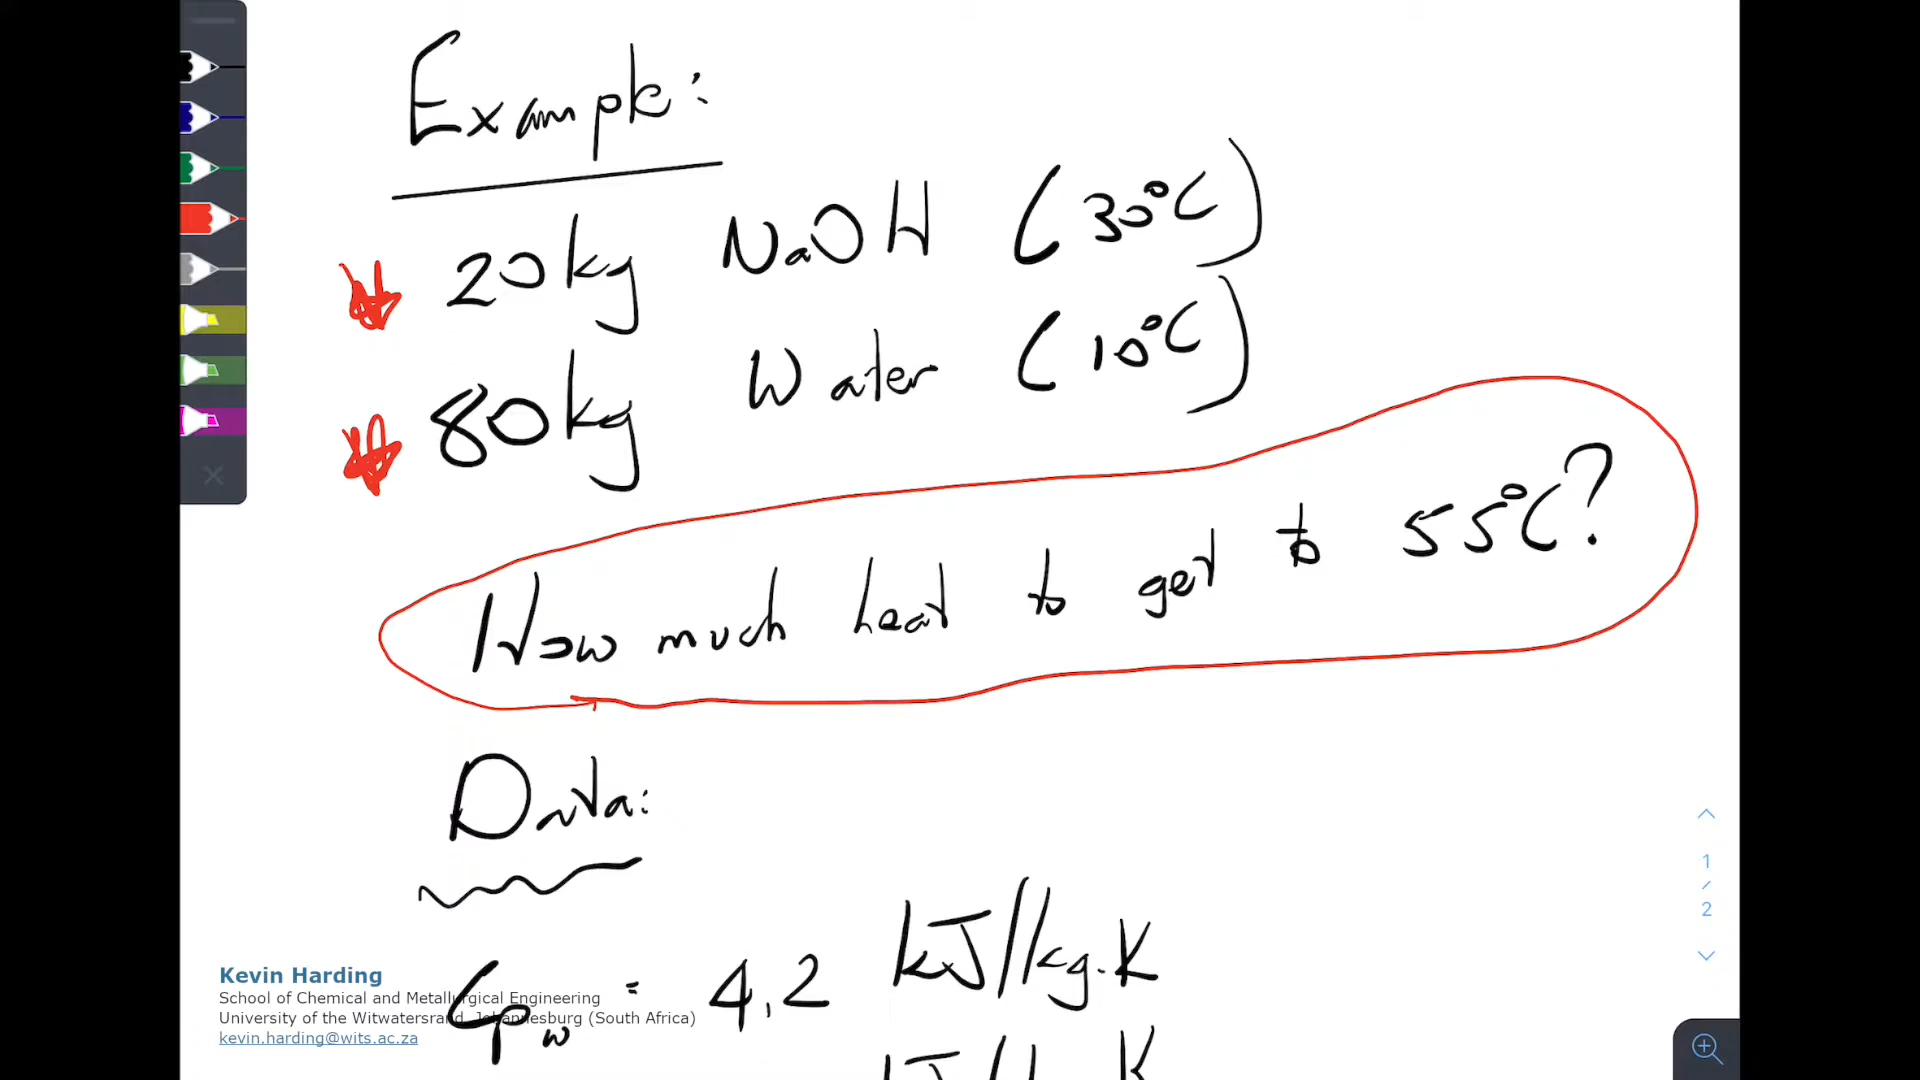 Example:
20kg NaOH (30°C)
80kg Water (10°C)
How much heat to get to 55°C?
Data:
Cpw = 4,2 kJ/kg.K
Kevin Harding
School of Chemical and Metallurgical Engineering
University of the Witwatersrand, Johannesburg (South Africa)
kevin.harding@wits.ac.za
1
/
2